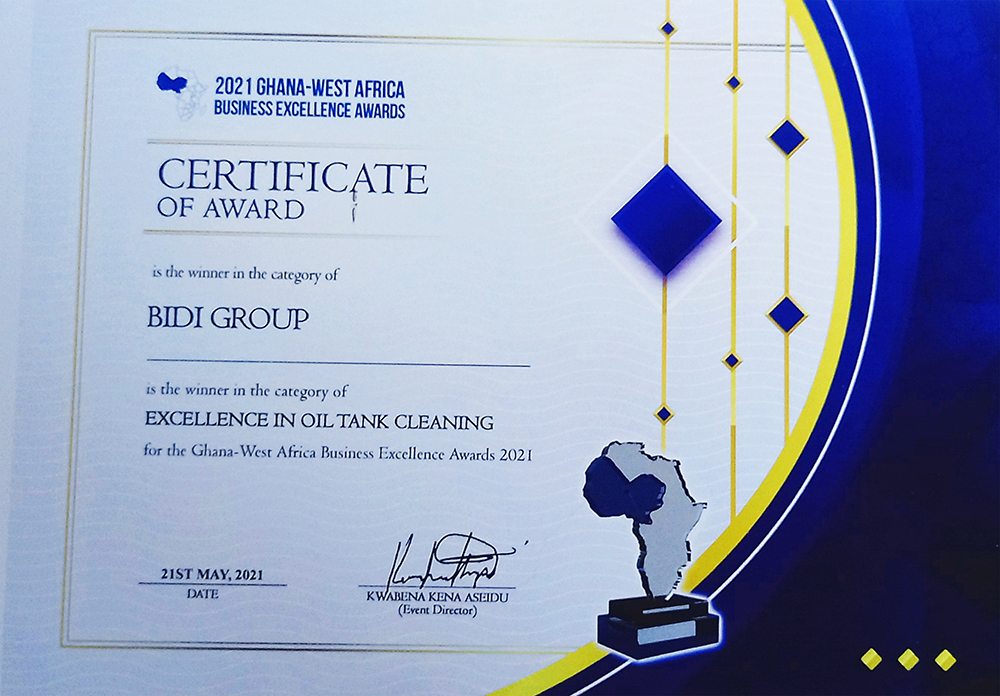 2021 GHANA-WEST AFRICA
BUSINESS EXCELLENCE AWARDS
CERTIFICATE
OF AWARD
is the winner in the category of
BIDI GROUP
is the winner in the category of
EXCELLENCE IN OIL TANK CLEANING
for the Ghana-West Africa Business Excellence Awards 2021
21ST MAY, 2021
DATE
KWABENA KENA ASEIDU
(Event Director)